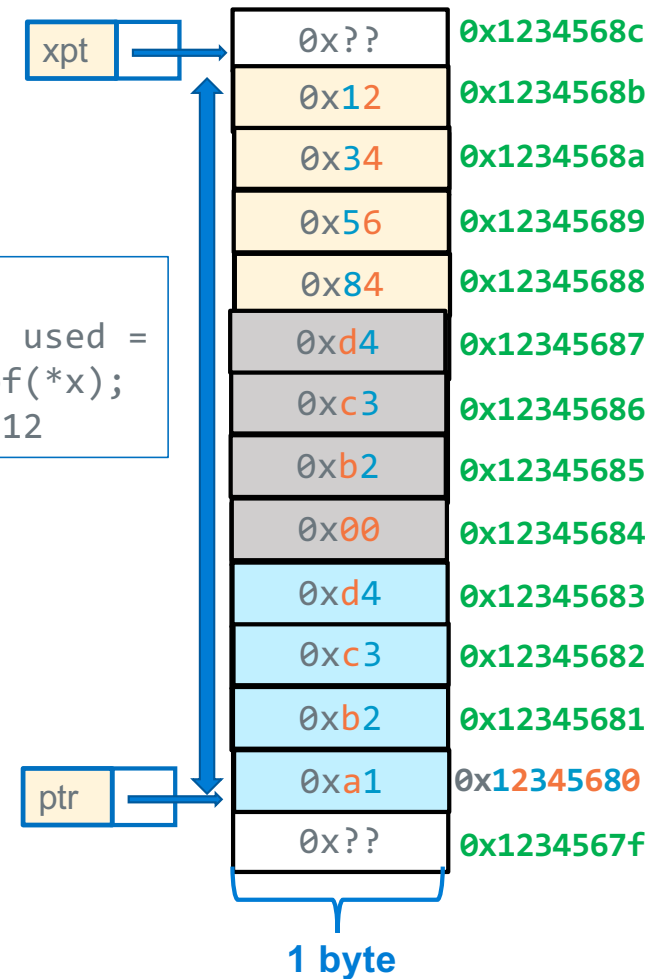 xpt
0x?? 0x1234568c
0x12 0x1234568b
0x34 0x1234568a
0x56 0x12345689
0x84 0x12345688
used =
f(*x);
12
0xd4 0x12345687
0xc3 0x12345686
0xb2 0x12345685
0x00 0x12345684
0xd4 0x12345683
0xc3 0x12345682
0xb2 0x12345681
ptr
0xa1 0x12345680
0x?? 0x1234567f
1 byte